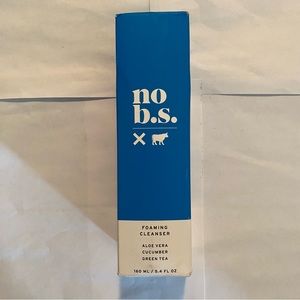 no
b.s.
FOAMING
CLEANSER
ALOE VERA
CUCUMBER
GREEN TEA
160 ML / 5.4 FL OZ